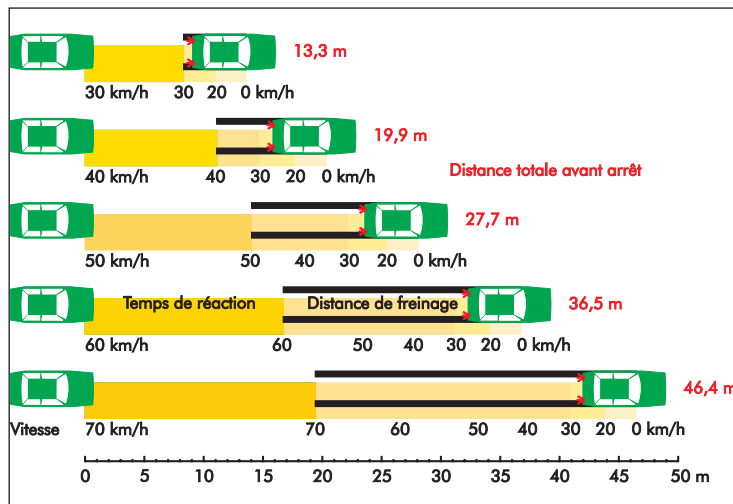 13,3 m
30 km/h 30 20 0 km/h
19,9 m
40 km/h 40 30 20 0 km/h
Distance totale avant arrêt
27,7 m
50 km/h 50 40 30 20 0 km/h
Temps de réaction Distance de freinage 36,5 m
60 km/h 60 50 40 30 20 0 km/h
46,4 m
Vitesse 70 km/h 70 60 50 40 30 20 0 km/h
0 5 10 15 20 25 30 35 40 45 50 m